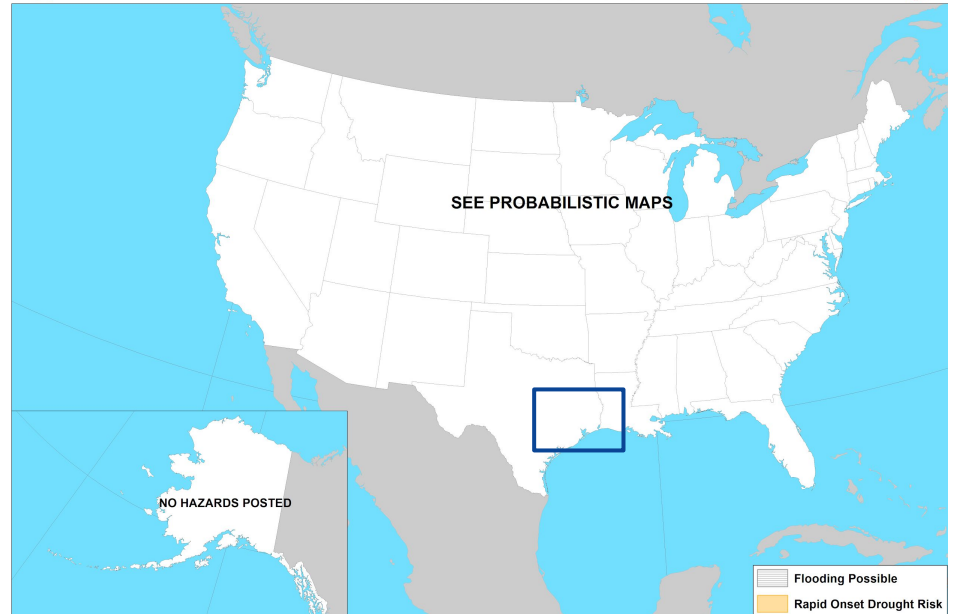 SEE PROBABILISTIC MAPS
NO HAZARDS POSTED
Flooding Possible
Rapid Onset Drought Risk